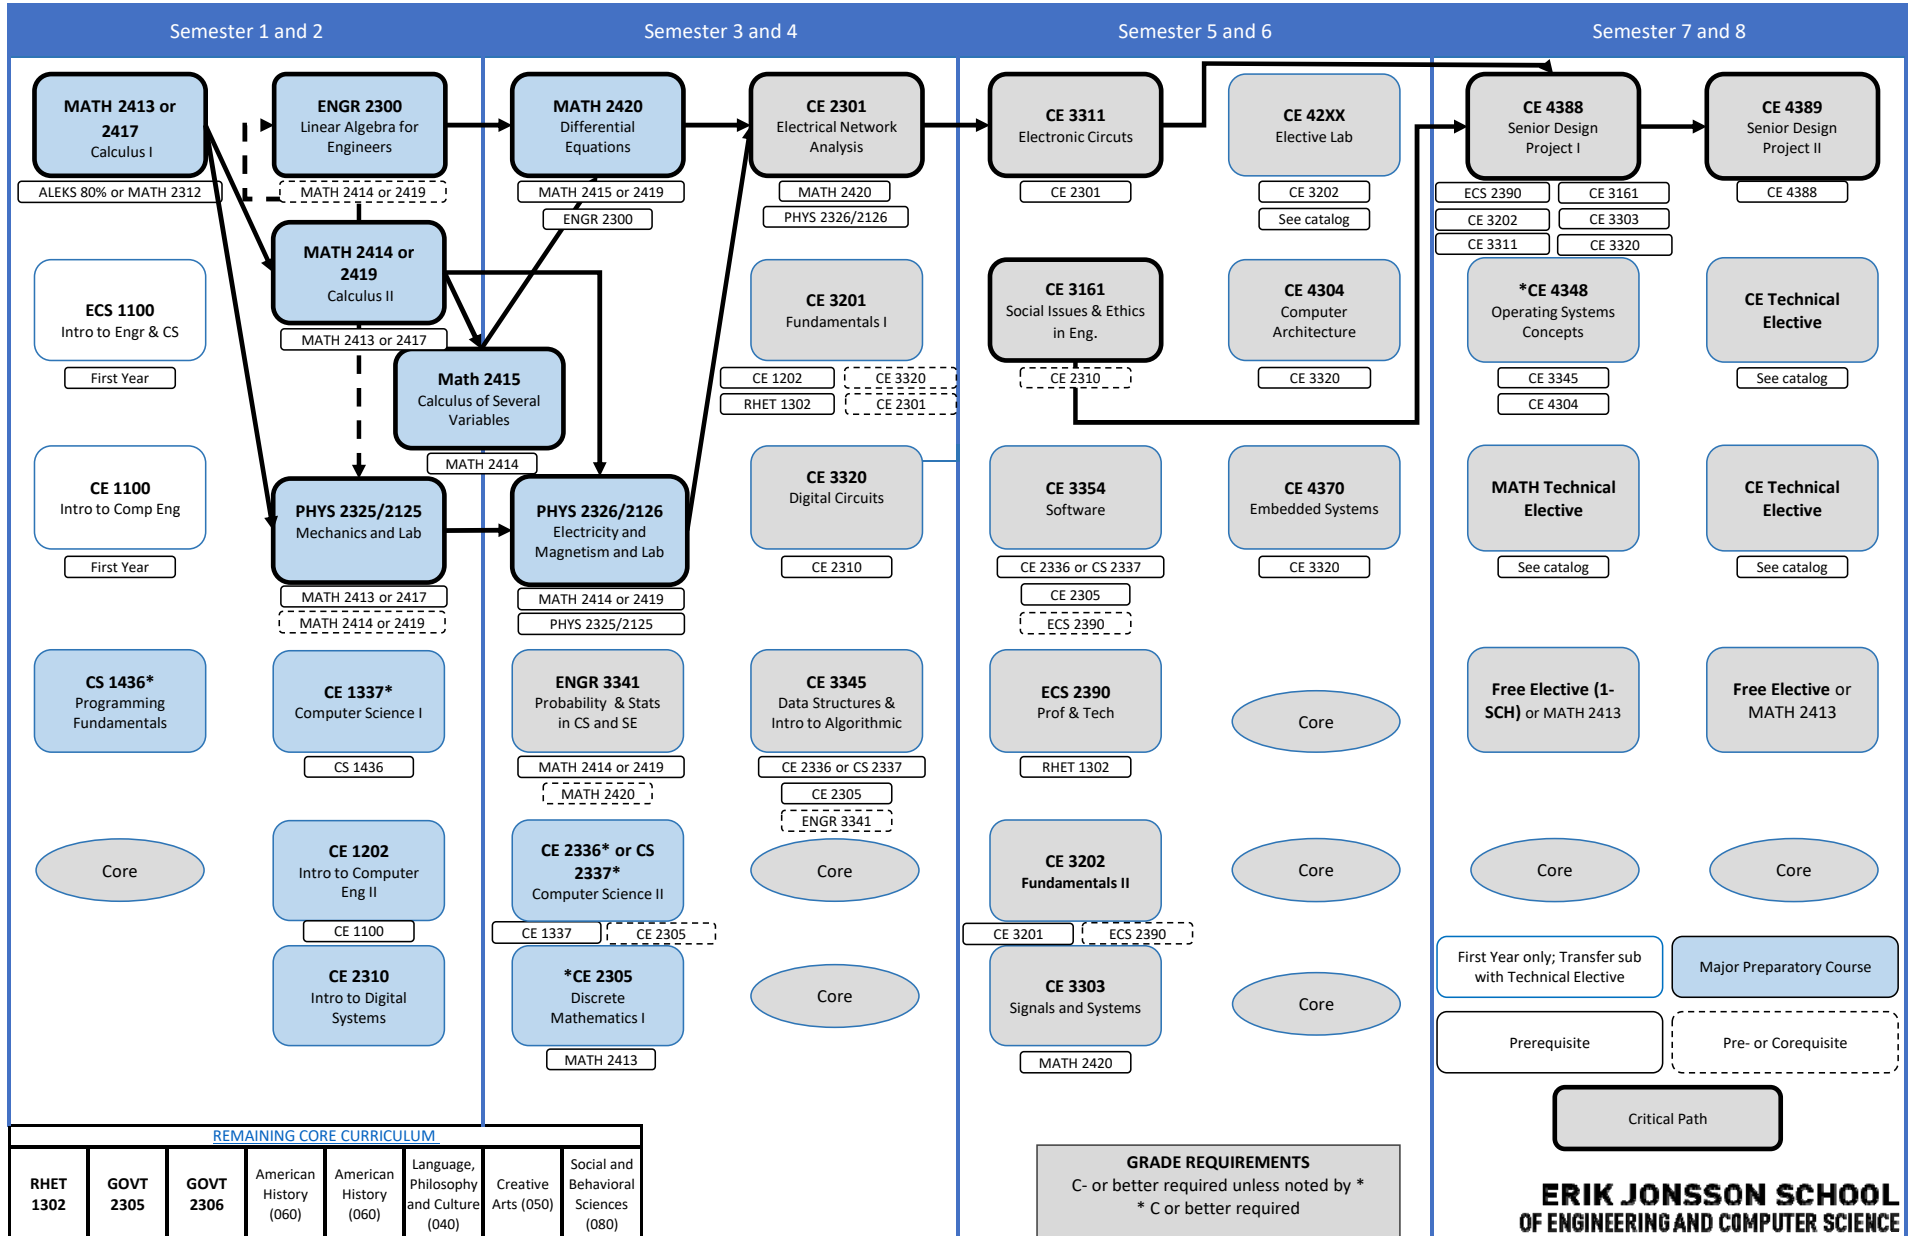 Semester 1 and 2
Semester 3 and 4
Semester 5 and 6
Semester 7 and 8
MATH 2413 or
2417
Calculus I
ALEKS 80% or MATH 2312
ECS 1100
Intro to Engr & CS
First Year
CE 1100
Intro to Comp Eng
First Year
CS 1436*
Programming
Fundamentals
Core
ENGR 2300
Linear Algebra for
Engineers
MATH 2414 or 2419
MATH 2414 or
2419
Calculus II
MATH 2413 or 2417
PHYS 2325/2125
Mechanics and Lab
MATH 2413 or 2417
MATH 2414 or 2419
CE 1337*
Computer Science I
CS 1436
CE 1202
Intro to Computer
Eng II
CE 1100
CE 2310
Intro to Digital
Systems
Math 2415
Calculus of Several
Variables
MATH 2414
MATH 2420
Differential
Equations
MATH 2415 or 2419
ENGR 2300
PHYS 2326/2126
Electricity and
Magnetism and Lab
MATH 2414 or 2419
PHYS 2325/2125
ENGR 3341
Probability & Stats
in CS and SE
MATH 2414 or 2419
MATH 2420
CE 2336* or CS
2337*
Computer Science II
CE 1337
CE 2305
*CE 2305
Discrete
Mathematics I
MATH 2413
CE 2301
Electrical Network
Analysis
MATH 2420
PHYS 2326/2126
CE 3201
Fundamentals I
CE 1202
CE 3320
RHET 1302
CE 2301
CE 3320
Digital Circuits
CE 2310
CE 3345
Data Structures &
Intro to Algorithmic
CE 2336 or CS 2337
CE 2305
ENGR 3341
Core
Core
CE 3311
Electronic Circuts
CE 2301
CE 3161
Social Issues & Ethics
in Eng.
CE 2310
CE 3354
Software
CE 2336 or CS 2337
CE 2305
ECS 2390
ECS 2390
Prof & Tech
RHET 1302
CE 3202
Fundamentals II
CE 3201
ECS 2390
CE 3303
Signals and Systems
MATH 2420
CE 42XX
Elective Lab
CE 3202
See catalog
CE 4304
Computer
Architecture
CE 3320
CE 4370
Embedded Systems
CE 3320
Core
Core
Core
CE 4388
Senior Design
Project I
ECS 2390
CE 3161
CE 3202
CE 3303
CE 3311
CE 3320
*CE 4348
Operating Systems
Concepts
CE 3345
CE 4304
MATH Technical
Elective
See catalog
Free Elective (1-
SCH) or MATH 2413
Core
CE 4389
Senior Design
Project II
CE 4388
CE Technical
Elective
See catalog
CE Technical
Elective
See catalog
Free Elective or
MATH 2413
Core
First Year only; Transfer sub
with Technical Elective
Major Preparatory Course
Prerequisite
Pre- or Corequisite
Critical Path
REMAINING CORE CURRICULUM
RHET
1302
GOVT
2305
GOVT
2306
American
History
(060)
American
History
(060)
Language,
Philosophy
and Culture
(040)
Creative
Arts (050)
Social and
Behavioral
Sciences
(080)
GRADE REQUIREMENTS
C- or better required unless noted by *
* C or better required
ERIK JONSSON SCHOOL
OF ENGINEERING AND COMPUTER SCIENCE